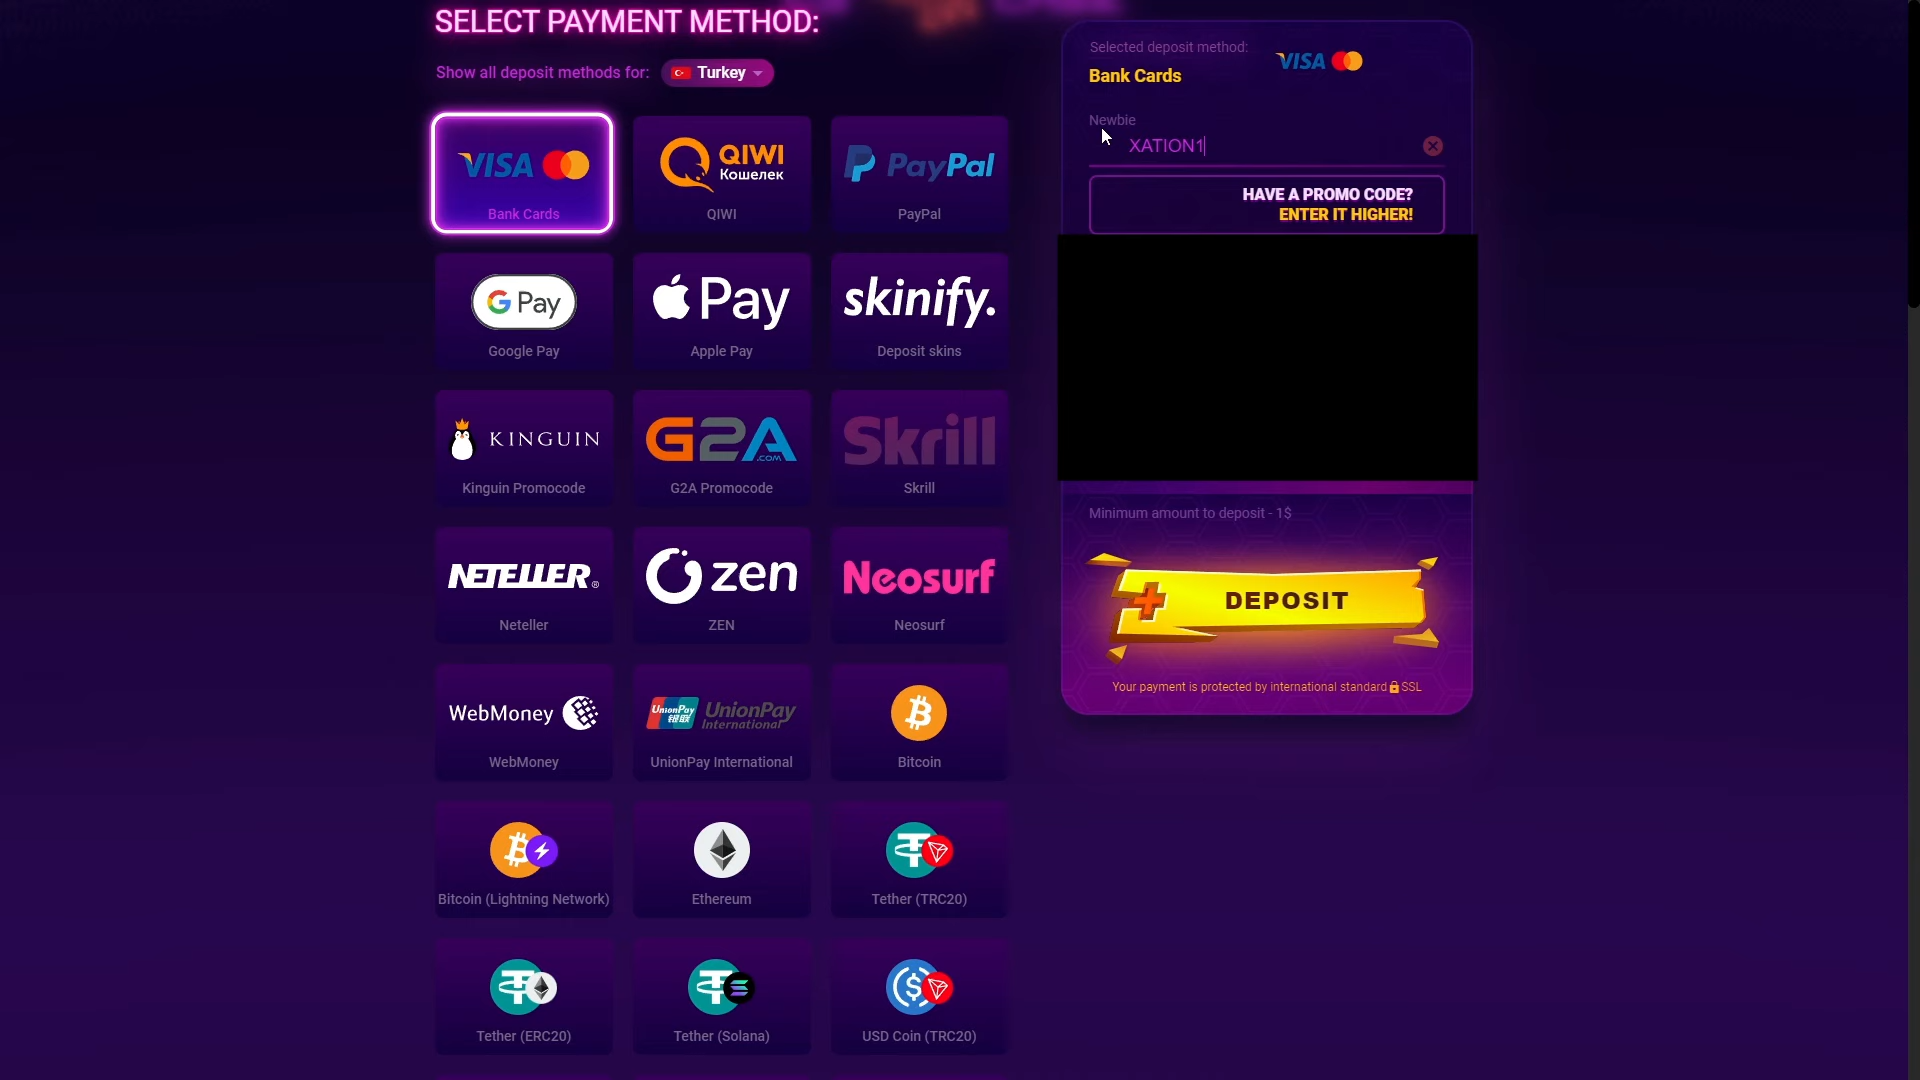 SELECT PAYMENT METHOD:
Show all deposit methods for: Turkey
VISA
Bank Cards
QIWI
Кошелек
QIWI
PayPal
PayPal
G Pay
Google Pay
Pay
Apple Pay
skinify.
Deposit skins
KINGUIN
Kinguin Promocode
G2A
.COM
G2A Promocode
Skrill
Skrill
NETELLER®
Neteller
zen
ZEN
Neosurf
Neosurf
WebMoney
WebMoney
UnionPay
银联
UnionPay
International
UnionPay International
Bitcoin
Bitcoin (Lightning Network)
Ethereum
Tether (TRC20)
Tether (ERC20)
Tether (Solana)
USD Coin (TRC20)
Selected deposit method:
Bank Cards
VISA
Newbie
XATION1
HAVE A PROMO CODE?
ENTER IT HIGHER!
Minimum amount to deposit - 1$
DEPOSIT
Your payment is protected by international standard SSL